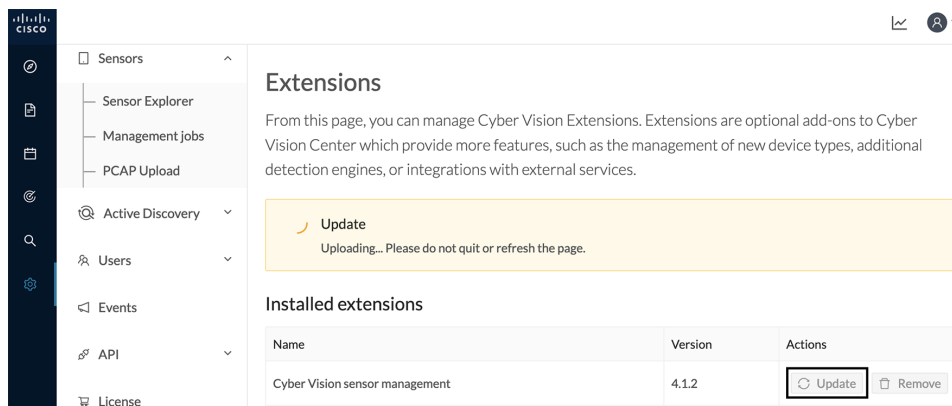 CISCO
Sensors
Sensor Explorer
Management jobs
PCAP Upload
Active Discovery
Users
Events
API
License
Extensions
From this page, you can manage Cyber Vision Extensions. Extensions are optional add-ons to Cyber
Vision Center which provide more features, such as the management of new device types, additional
detection engines, or integrations with external services.
Update
Uploading... Please do not quit or refresh the page.
Installed extensions
Name Version Actions
Cyber Vision sensor management 4.1.2 Update Remove